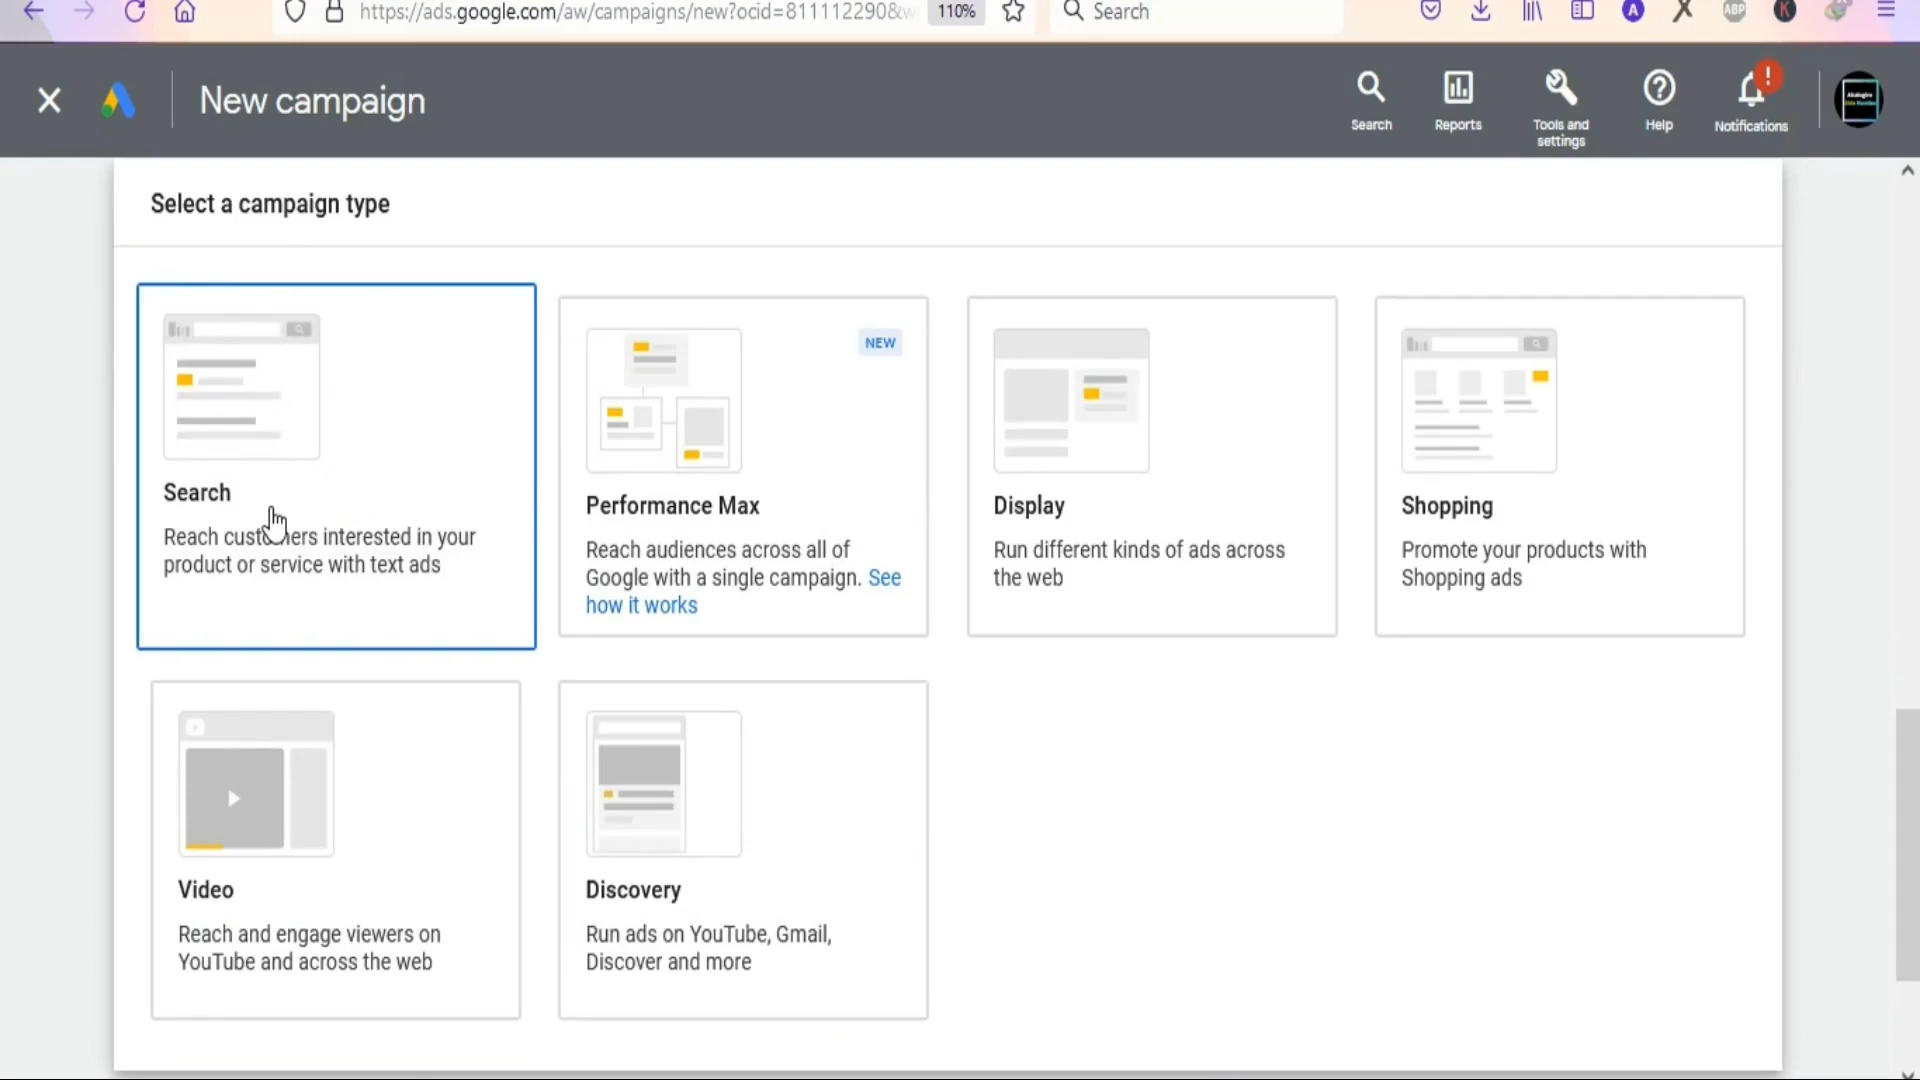 https://ads.google.com/aw/campaigns/new?ocid=811112290&w
110%
Search
A
ABP
K
New campaign
Search
Reports
Tools and
settings
Help
!
Notifications
Select a campaign type
Search
Reach customers interested in your
product or service with text ads
NEW
Performance Max
Reach audiences across all of
Google with a single campaign. See
how it works
Display
Run different kinds of ads across
the web
Shopping
Promote your products with
Shopping ads
Video
Reach and engage viewers on
YouTube and across the web
Discovery
Run ads on YouTube, Gmail,
Discover and more